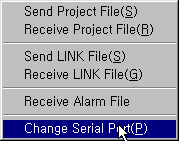 Send Project File(S)
Receive Project File(R)
Send LINK File(S)
Receive LINK File(G)
Receive Alarm File
Change Serial Port(P)